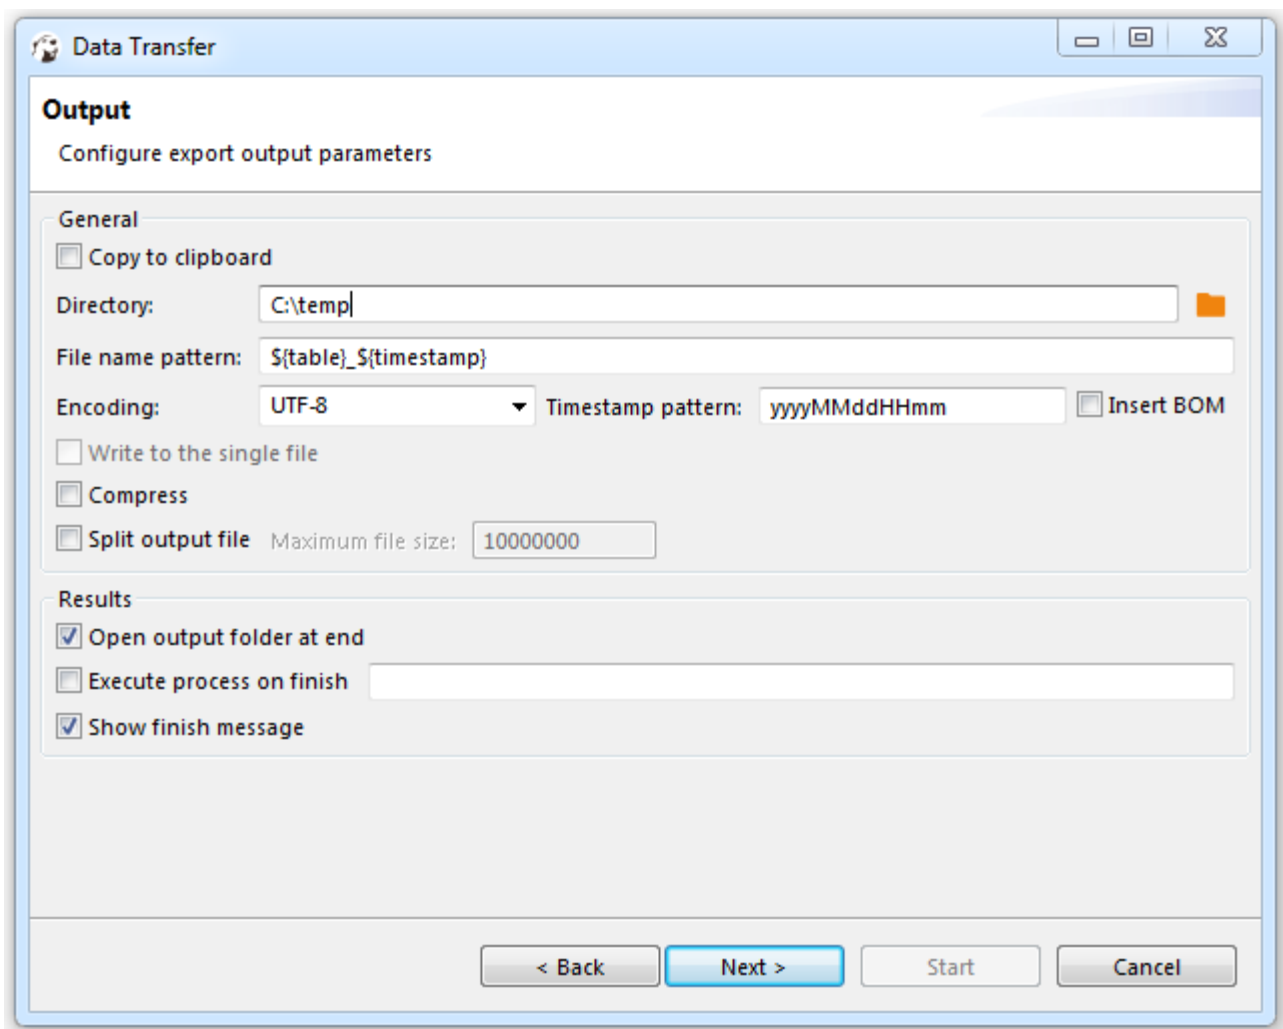 Data Transfer
Output
Configure export output parameters
General
Copy to clipboard
Directory: C:\temp
File name pattern: ${table}_${timestamp}
Encoding: UTF-8 Timestamp pattern: yyyyMMddHHmm Insert BOM
Write to the single file
Compress
Split output file Maximum file size: 10000000
Results
Open output folder at end
Execute process on finish
Show finish message
< Back Next > Start Cancel